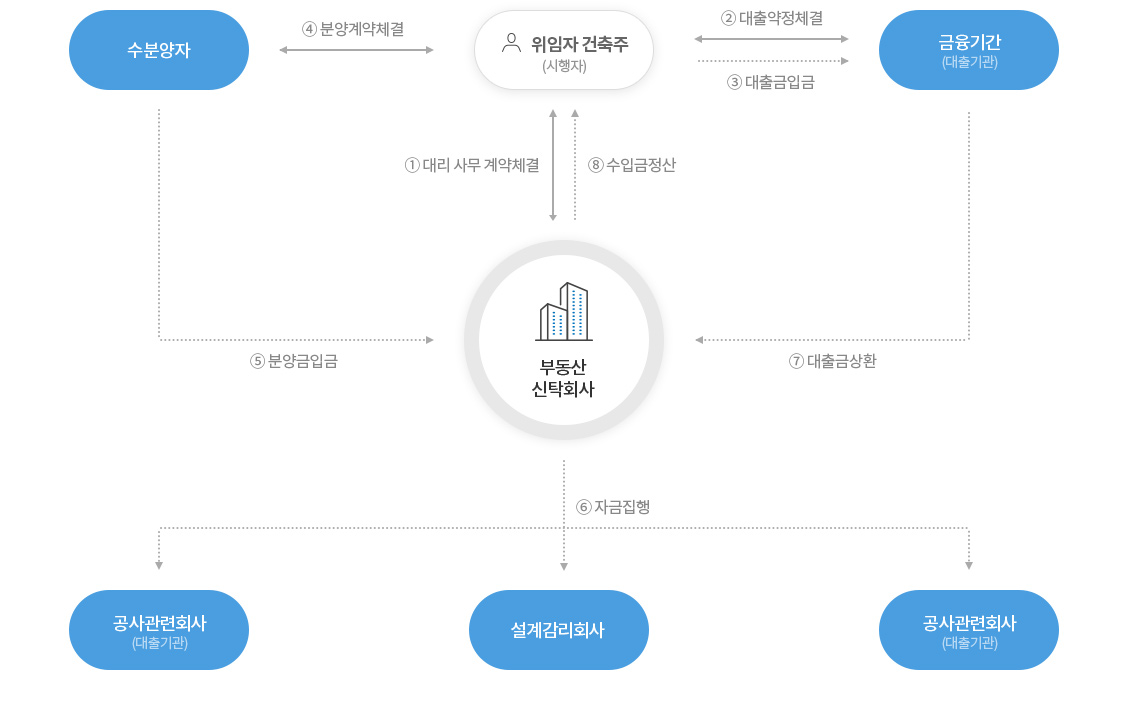 수분양자
④ 분양계약체결
위임자 건축주
(시행자)
② 대출약정체결
③ 대출금입금
금융기간
(대출기관)
① 대리 사무 계약체결
⑧ 수입금정산
부동산
신탁회사
⑤ 분양금입금
⑦ 대출금상환
⑥ 자금집행
공사관련회사
(대출기관)
설계감리회사
공사관련회사
(대출기관)